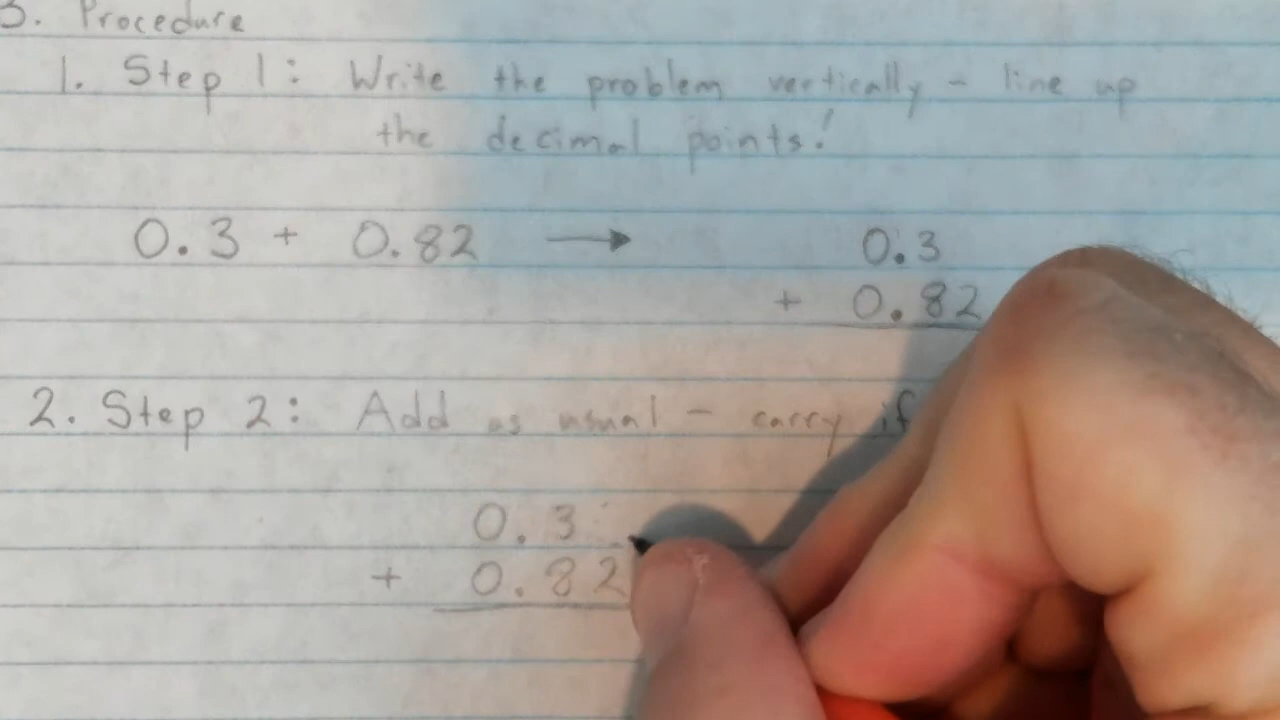 3. Procedure
1. Step 1: Write the problem vertically - line up
the decimal points!
0.3 + 0.82 → 0.3
+ 0.82
2. Step 2: Add as usual - carry if
0.3
+ 0.82